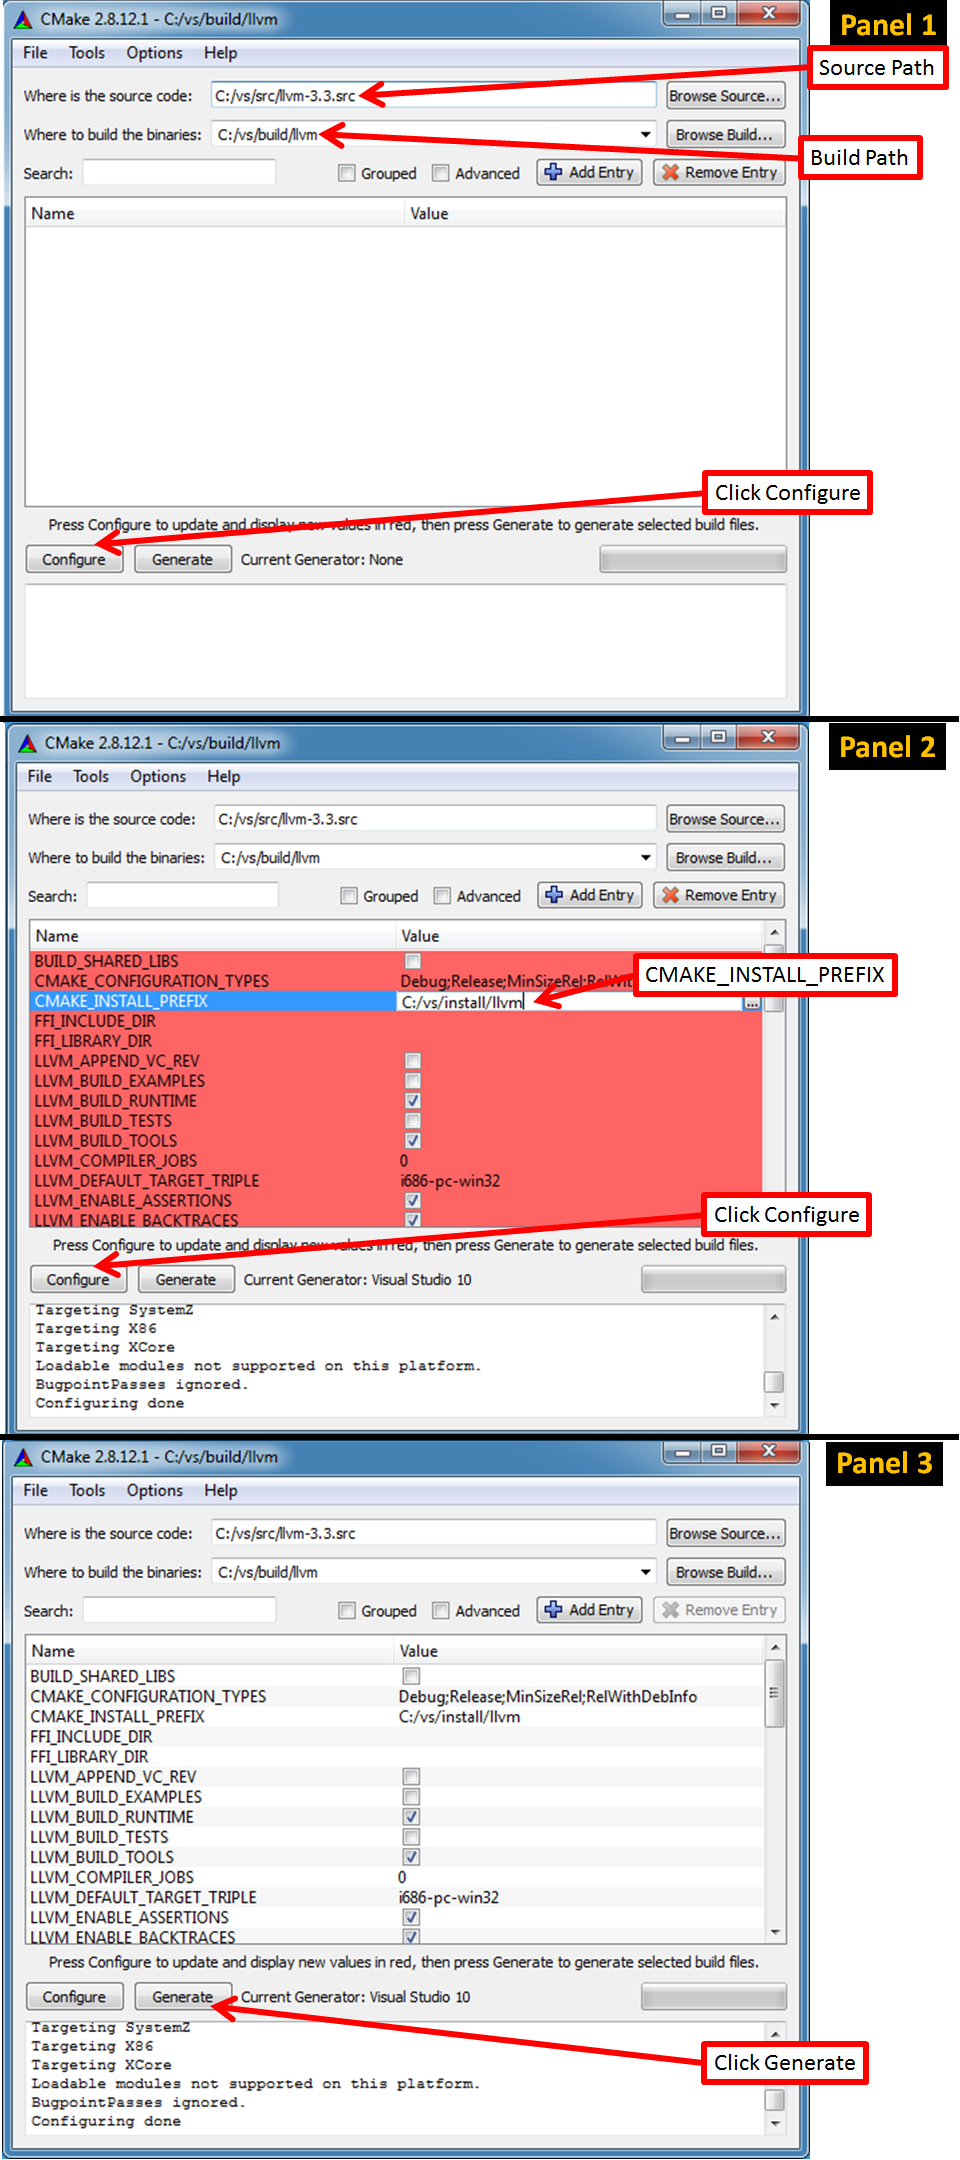 CMake 2.8.12.1 - C:/vs/build/llvm
Panel 1
File Tools Options Help
Source Path
Where is the source code: C:/vs/src/llvm-3.3.src Browse Source...
Where to build the binaries: C:/vs/build/llvm Browse Build...
Build Path
Search: Grouped Advanced Add Entry Remove Entry
Name Value
Click Configure
Press Configure to update and display new values in red, then press Generate to generate selected build files.
Configure Generate Current Generator: None
CMake 2.8.12.1 - C:/vs/build/llvm
Panel 2
File Tools Options Help
Where is the source code: C:/vs/src/llvm-3.3.src Browse Source...
Where to build the binaries: C:/vs/build/llvm Browse Build...
Search: Grouped Advanced Add Entry Remove Entry
Name Value
BUILD_SHARED_LIBS
CMAKE_CONFIGURATION_TYPES Debug;Release;MinSizeRel;RelWith
CMAKE_INSTALL_PREFIX
CMAKE_INSTALL_PREFIX C:/vs/install/llvm ...
FFI_INCLUDE_DIR
FFI_LIBRARY_DIR
LLVM_APPEND_VC_REV
LLVM_BUILD_EXAMPLES
LLVM_BUILD_RUNTIME
LLVM_BUILD_TESTS
LLVM_BUILD_TOOLS
LLVM_COMPILER_JOBS 0
LLVM_DEFAULT_TARGET_TRIPLE i686-pc-win32
LLVM_ENABLE_ASSERTIONS
LLVM_ENABLE_BACKTRACES
Click Configure
Press Configure to update and display new values in red, then press Generate to generate selected build files.
Configure Generate Current Generator: Visual Studio 10
Targeting SystemZ
Targeting X86
Targeting XCore
Loadable modules not supported on this platform.
BugpointPasses ignored.
Configuring done
CMake 2.8.12.1 - C:/vs/build/llvm
Panel 3
File Tools Options Help
Where is the source code: C:/vs/src/llvm-3.3.src Browse Source...
Where to build the binaries: C:/vs/build/llvm Browse Build...
Search: Grouped Advanced Add Entry Remove Entry
Name Value
BUILD_SHARED_LIBS
CMAKE_CONFIGURATION_TYPES Debug;Release;MinSizeRel;RelWithDebInfo
CMAKE_INSTALL_PREFIX C:/vs/install/llvm
FFI_INCLUDE_DIR
FFI_LIBRARY_DIR
LLVM_APPEND_VC_REV
LLVM_BUILD_EXAMPLES
LLVM_BUILD_RUNTIME
LLVM_BUILD_TESTS
LLVM_BUILD_TOOLS
LLVM_COMPILER_JOBS 0
LLVM_DEFAULT_TARGET_TRIPLE i686-pc-win32
LLVM_ENABLE_ASSERTIONS
LLVM_ENABLE_BACKTRACES
Press Configure to update and display new values in red, then press Generate to generate selected build files.
Configure Generate Current Generator: Visual Studio 10
Targeting SystemZ
Targeting X86
Click Generate
Targeting XCore
Loadable modules not supported on this platform.
BugpointPasses ignored.
Configuring done